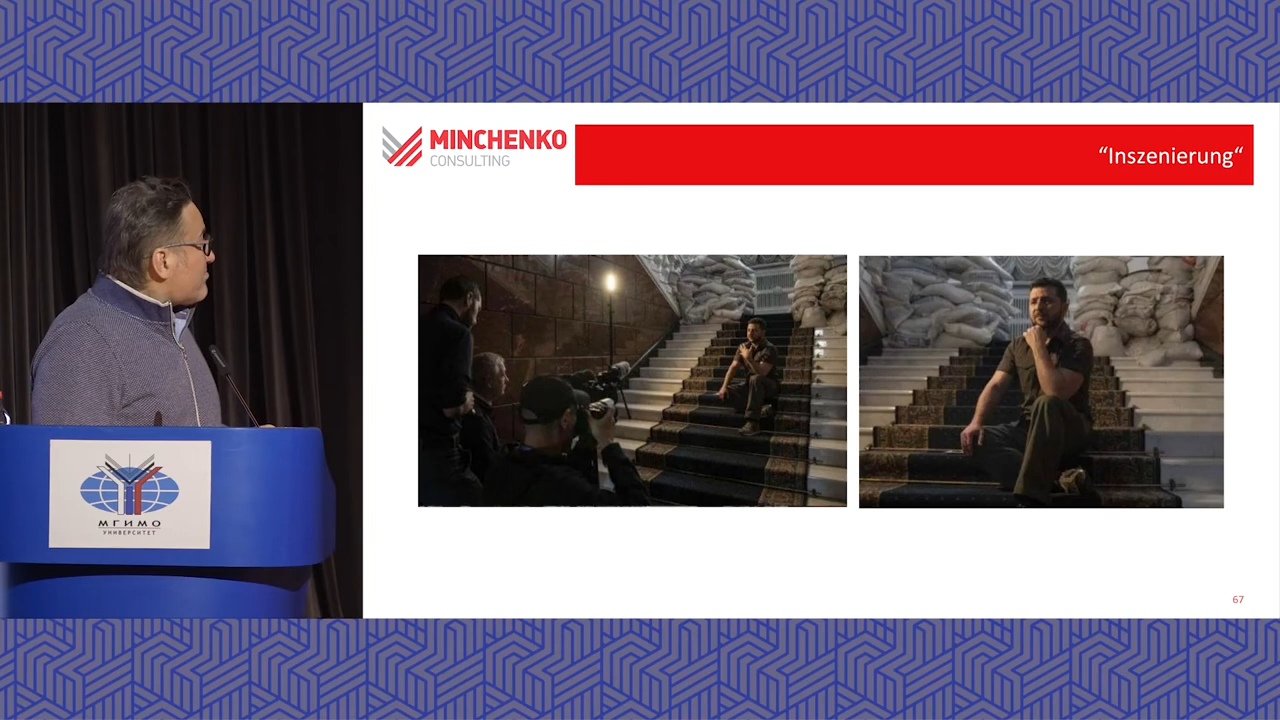 MINCHENKO
CONSULTING
“Inszenierung“
МГИМО
УНИВЕРСИТЕТ
67